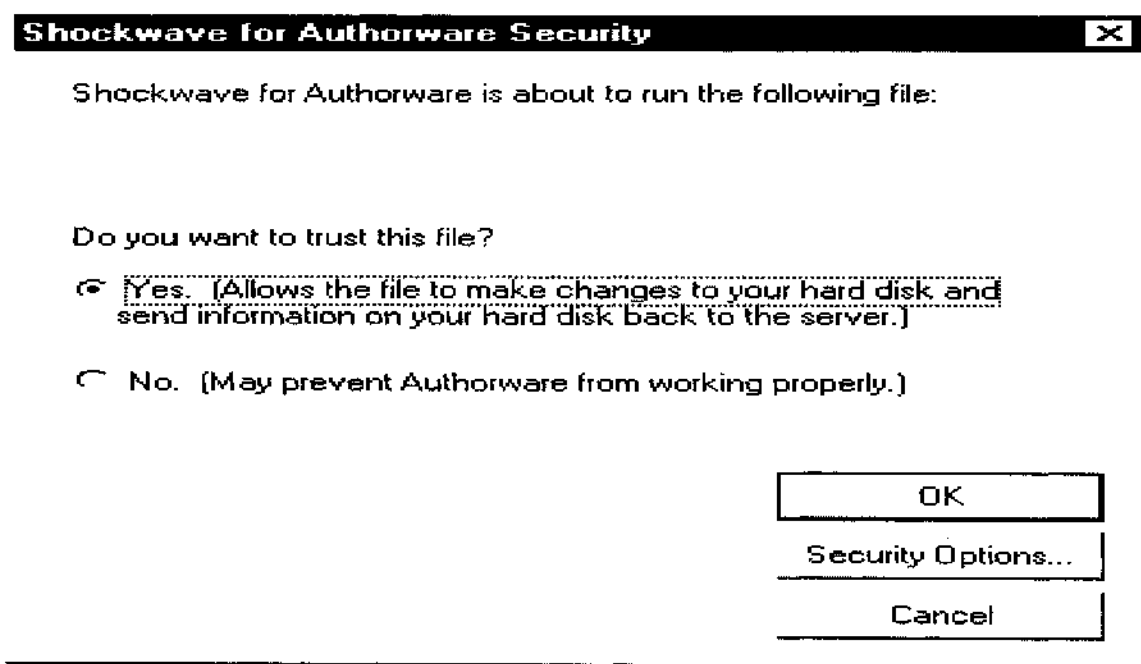 Shockwave for Authorware Security
Shockwave for Authorware is about to run the following file:
Do you want to trust this file?
Yes. (Allows the file to make changes to your hard disk and
send information on your hard disk back to the server.)
No. (May prevent Authorware from working properly.)
OK
Security Options...
Cancel